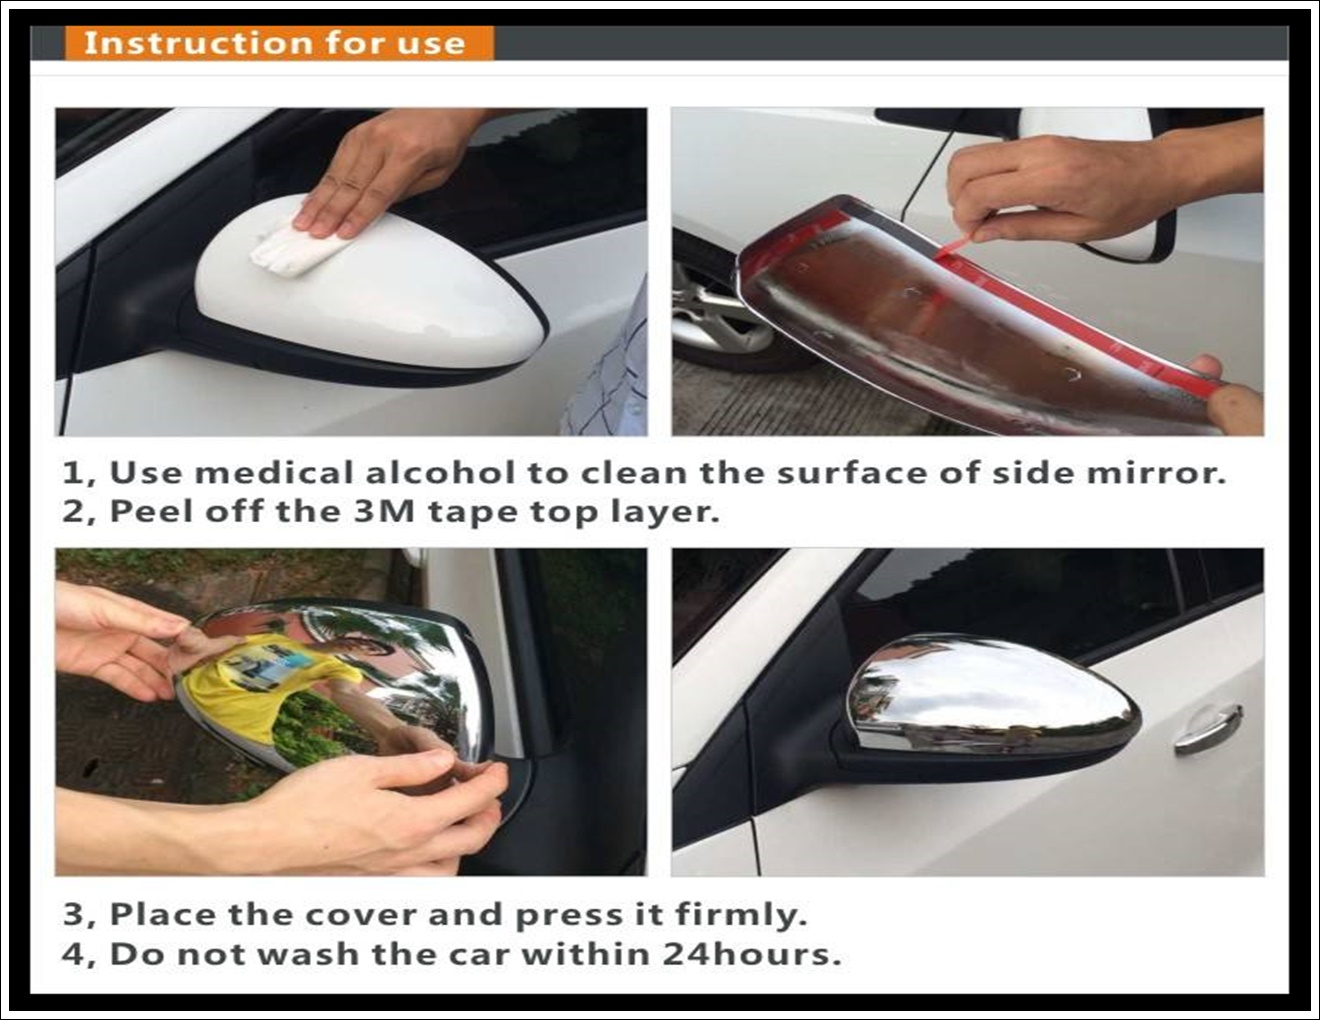 Instruction for use
1, Use medical alcohol to clean the surface of side mirror.
2, Peel off the 3M tape top layer.
3, Place the cover and press it firmly.
4, Do not wash the car within 24hours.